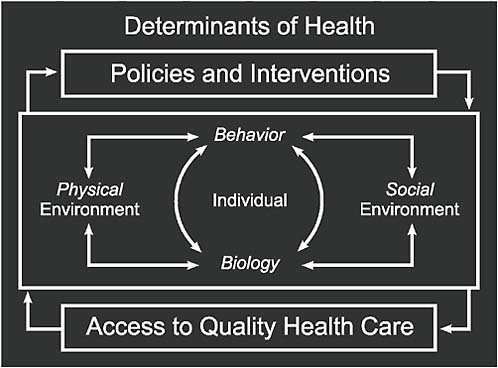 Determinants of Health
Policies and Interventions
Behavior
Physical
Environment
Individual
Social
Environment
Biology
Access to Quality Health Care